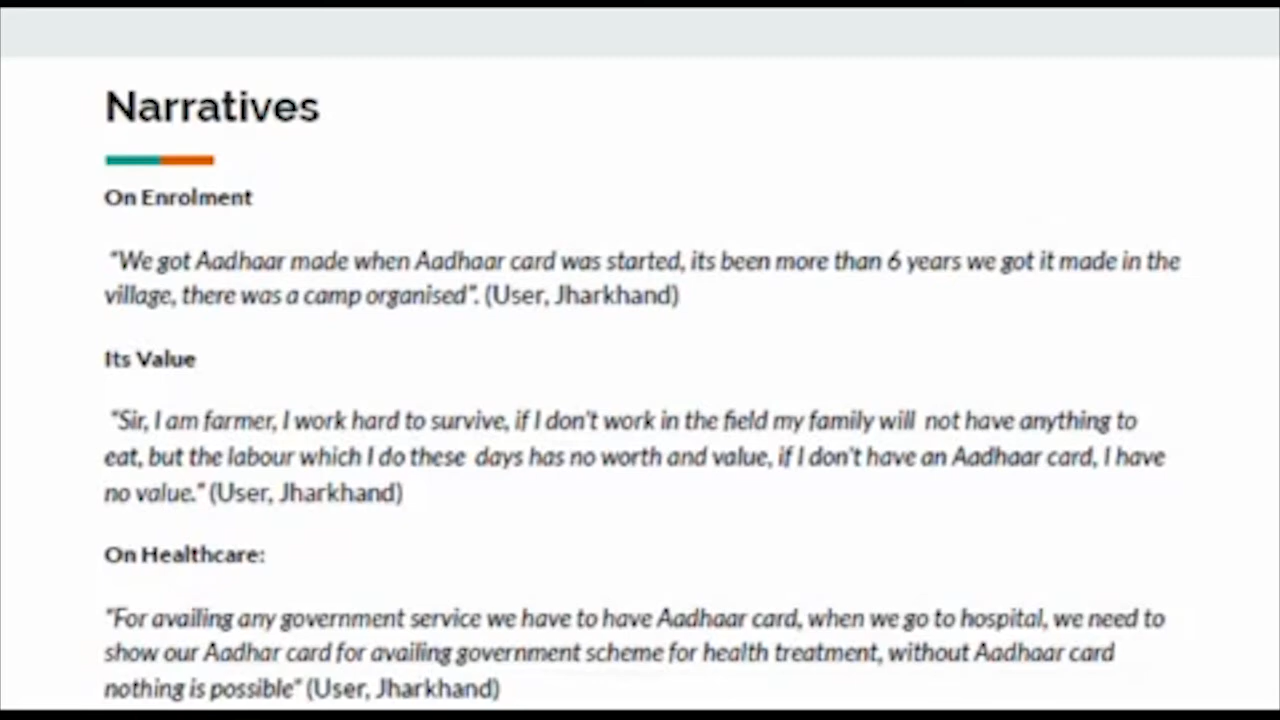 Narratives
On Enrolment
"We got Aadhaar made when Aadhaar card was started, its been more than 6 years we got it made in the
village, there was a camp organised". (User, Jharkhand)
Its Value
"Sir, I am farmer, I work hard to survive, if I don't work in the field my family will not have anything to
eat, but the labour which I do these days has no worth and value, if I don't have an Aadhaar card, I have
no value." (User, Jharkhand)
On Healthcare:
"For availing any government service we have to have Aadhaar card, when we go to hospital, we need to
show our Aadhar card for availing government scheme for health treatment, without Aadhaar card
nothing is possible" (User, Jharkhand)